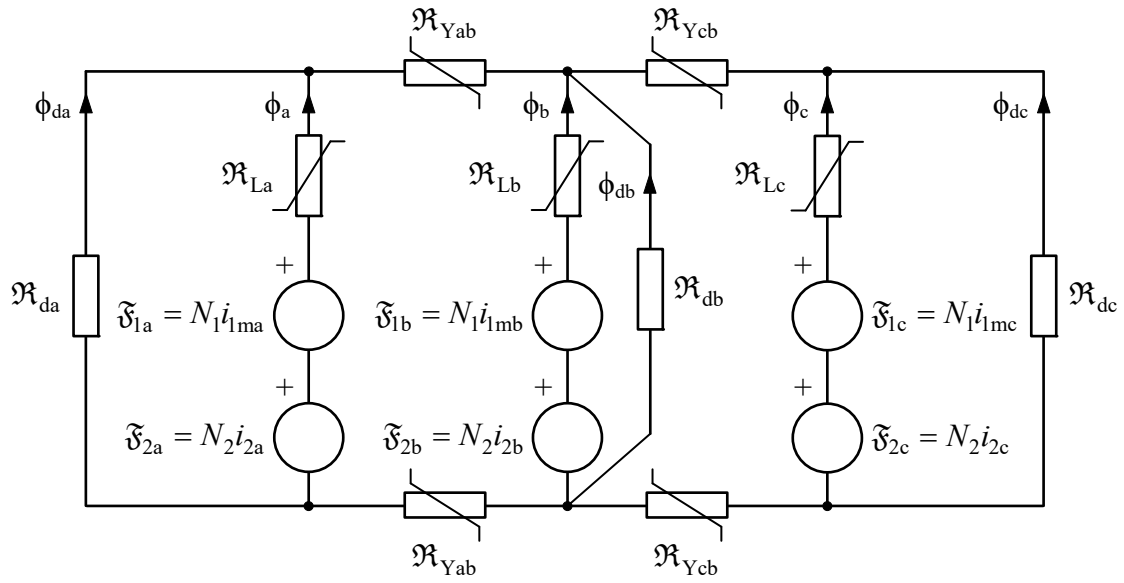 ℜYab ℜYcb
ϕda ϕa ϕb ϕc ϕdc
ℜLa ℜLb ϕdb ℜLc
+ + +
ℜda 𝔉1a = N1i1ma 𝔉1b = N1i1mb ℜdb 𝔉1c = N1i1mc ℜdc
+ + +
𝔉2a = N2i2a 𝔉2b = N2i2b 𝔉2c = N2i2c
ℜYab ℜYcb